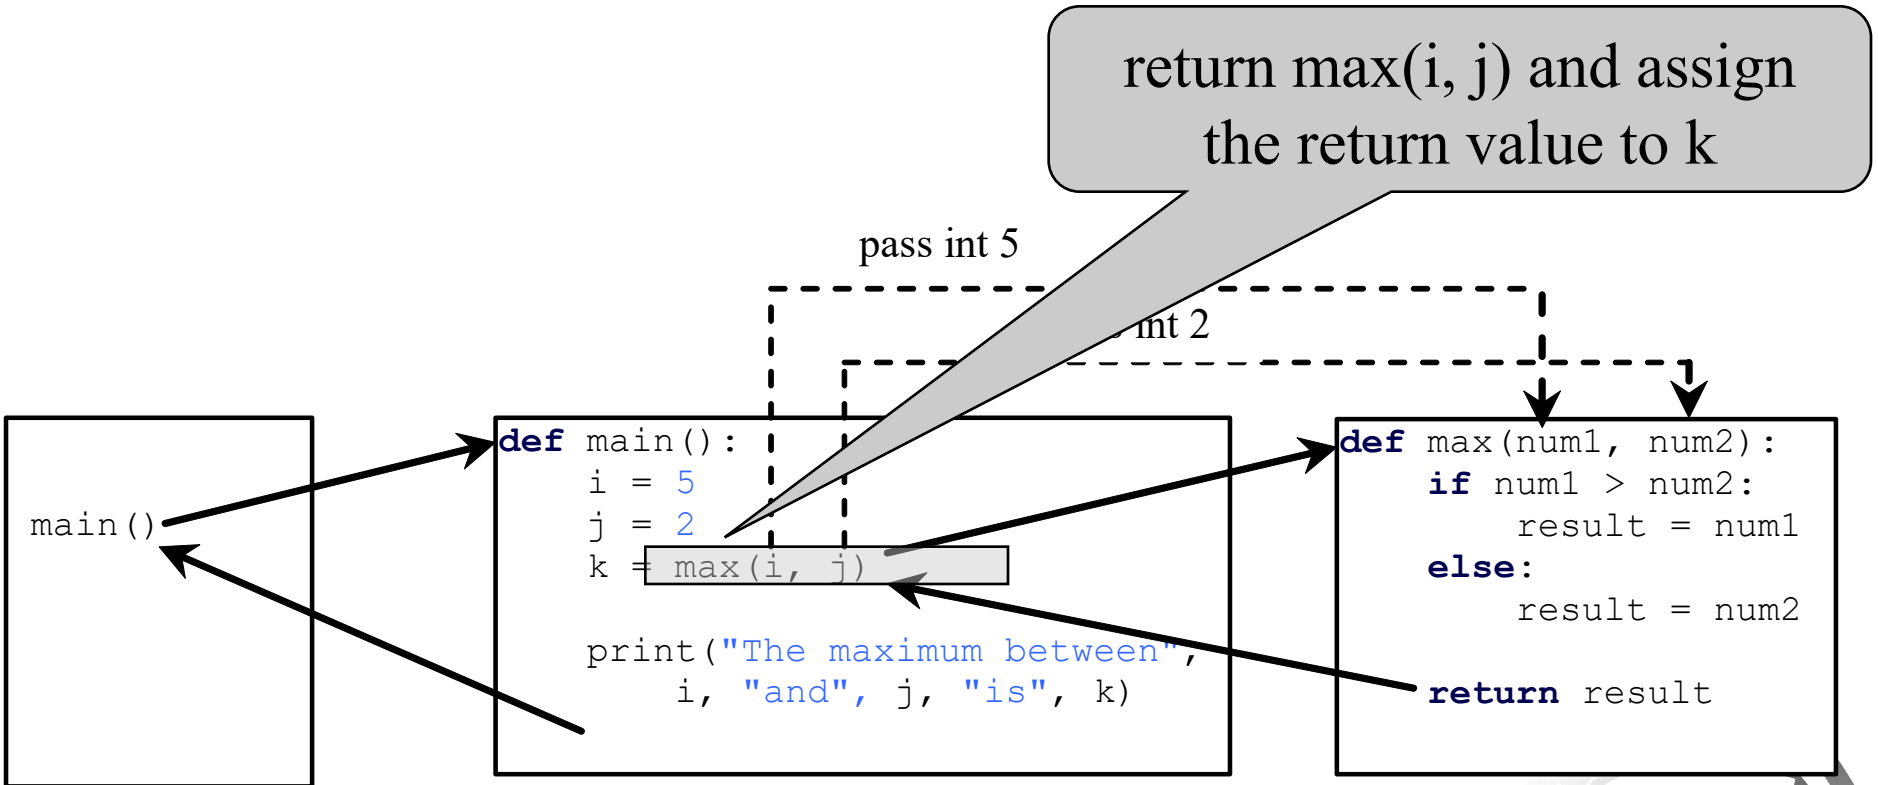 return max(i, j) and assign
the return value to k
pass int 5
int 2
main()
def main():
    i = 5
    j = 2
    k = max(i, j)
    print("The maximum between",
        i, "and", j, "is", k)
def max(num1, num2):
    if num1 > num2:
        result = num1
    else:
        result = num2
    return result